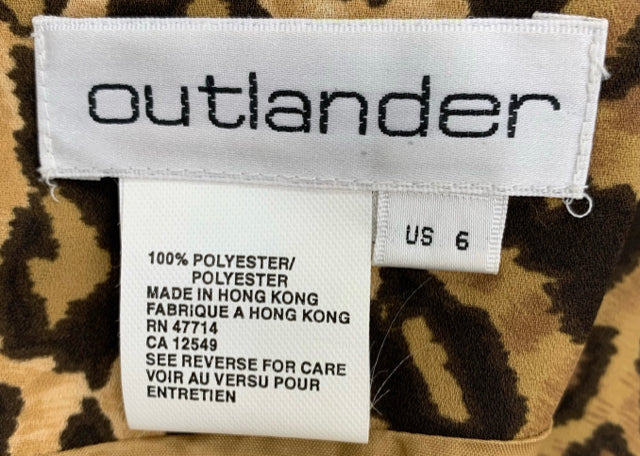 outlander
US 6
100% POLYESTER/
POLYESTER
MADE IN HONG KONG
FABRIQUE A HONG KONG
RN 47714
CA 12549
SEE REVERSE FOR CARE
VOIR AU VERSU POUR
ENTRETIEN